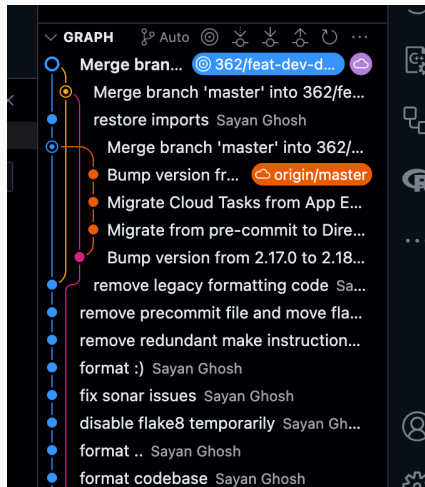 GRAPH Auto ...
Merge bran... 362/feat-dev-d...
Merge branch 'master' into 362/fe...
restore imports Sayan Ghosh
Merge branch 'master' into 362/...
Bump version fr... origin/master
Migrate Cloud Tasks from App E...
Migrate from pre-commit to Dire...
Bump version from 2.17.0 to 2.18...
remove legacy formatting code Sa...
remove precommit file and move fla...
remove redundant make instruction...
format :) Sayan Ghosh
fix sonar issues Sayan Ghosh
disable flake8 temporarily Sayan Gh...
format .. Sayan Ghosh
format codebase Sayan Ghosh